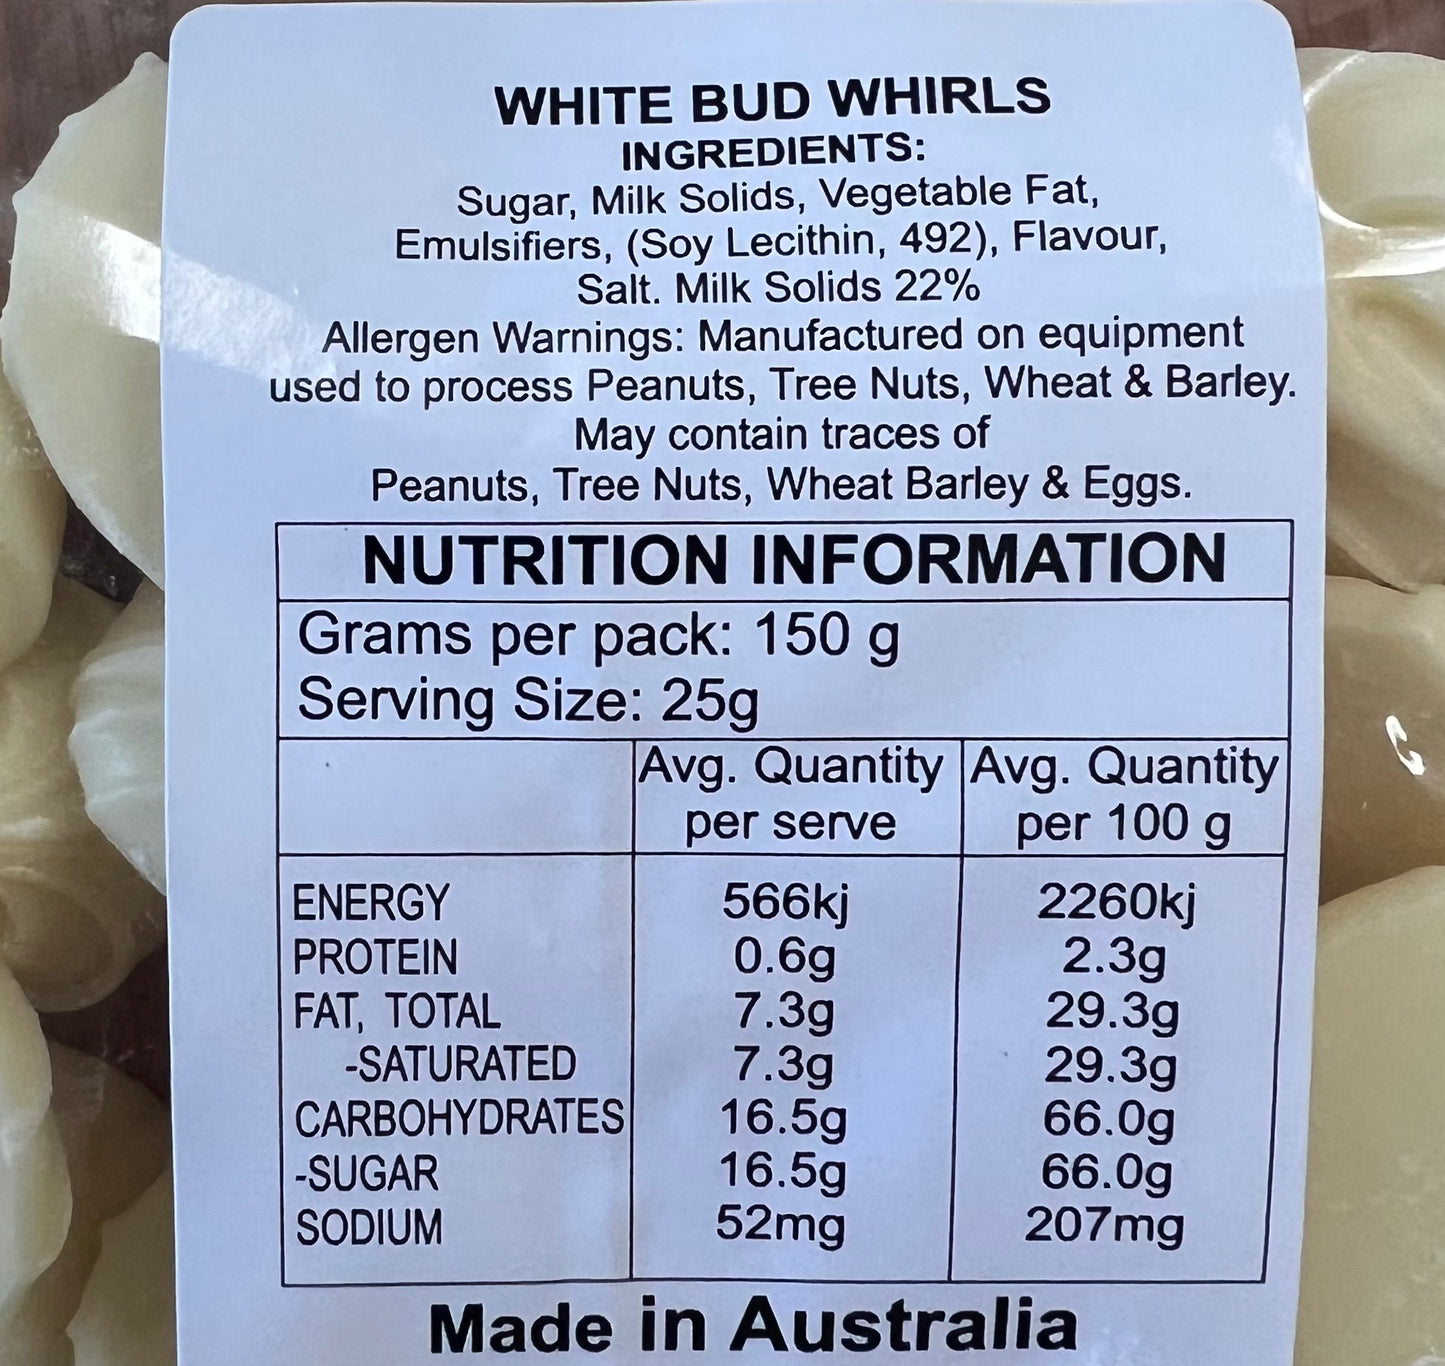 WHITE BUD WHIRLS
INGREDIENTS:
Sugar, Milk Solids, Vegetable Fat,
Emulsifiers, (Soy Lecithin, 492), Flavour,
Salt. Milk Solids 22%
Allergen Warnings: Manufactured on equipment
used to process Peanuts, Tree Nuts, Wheat & Barley.
May contain traces of
Peanuts, Tree Nuts, Wheat Barley & Eggs.
NUTRITION INFORMATION
Grams per pack: 150 g
Serving Size: 25g
Avg. Quantity Avg. Quantity
per serve per 100 g
ENERGY 566kj 2260kj
PROTEIN 0.6g 2.3g
FAT, TOTAL 7.3g 29.3g
-SATURATED 7.3g 29.3g
CARBOHYDRATES 16.5g 66.0g
-SUGAR 16.5g 66.0g
SODIUM 52mg 207mg
Made in Australia